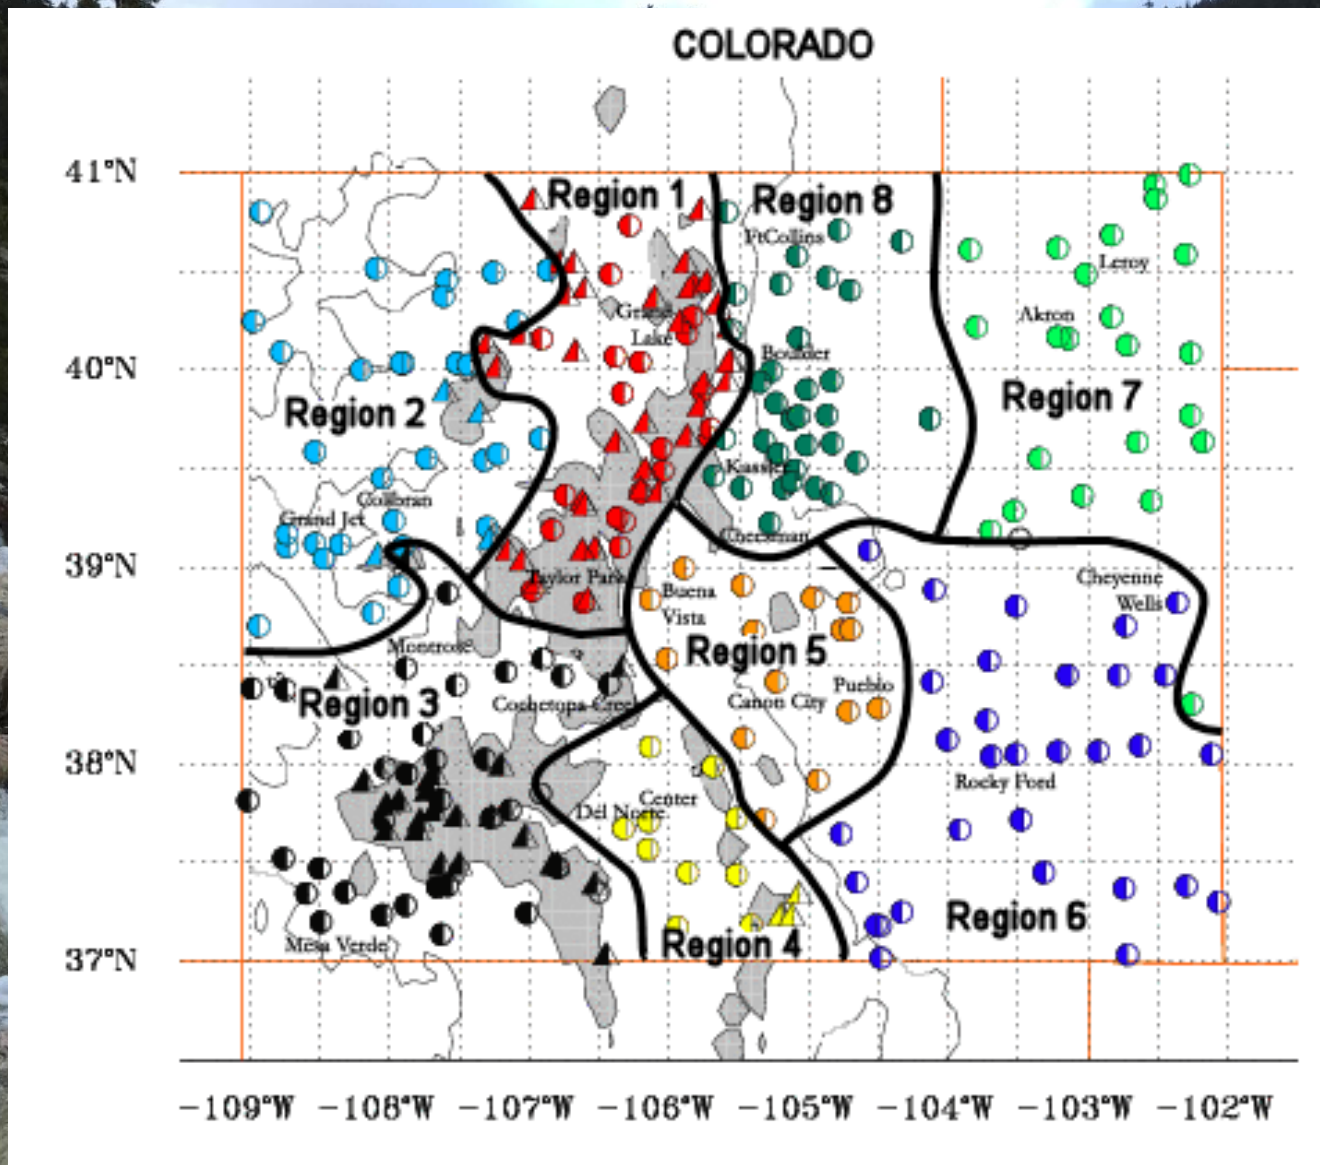 COLORADO
41°N
Region 1
Region 8
FtCollins
Leroy
Grand
Lake
Akron
Boulder
40°N
Region 2
Region 7
Kassler
Collbran
Grand Jct
Cheesman
39°N
Taylor Park
Buena
Vista
Cheyenne
Wells
Montrose
Region 5
Region 3
Cochetopa Creek
Canon City
Pueblo
38°N
Rocky Ford
Center
Del Norte
Region 6
Mesa Verde
Region 4
37°N
-109°W -108°W -107°W -106°W -105°W -104°W -103°W -102°W